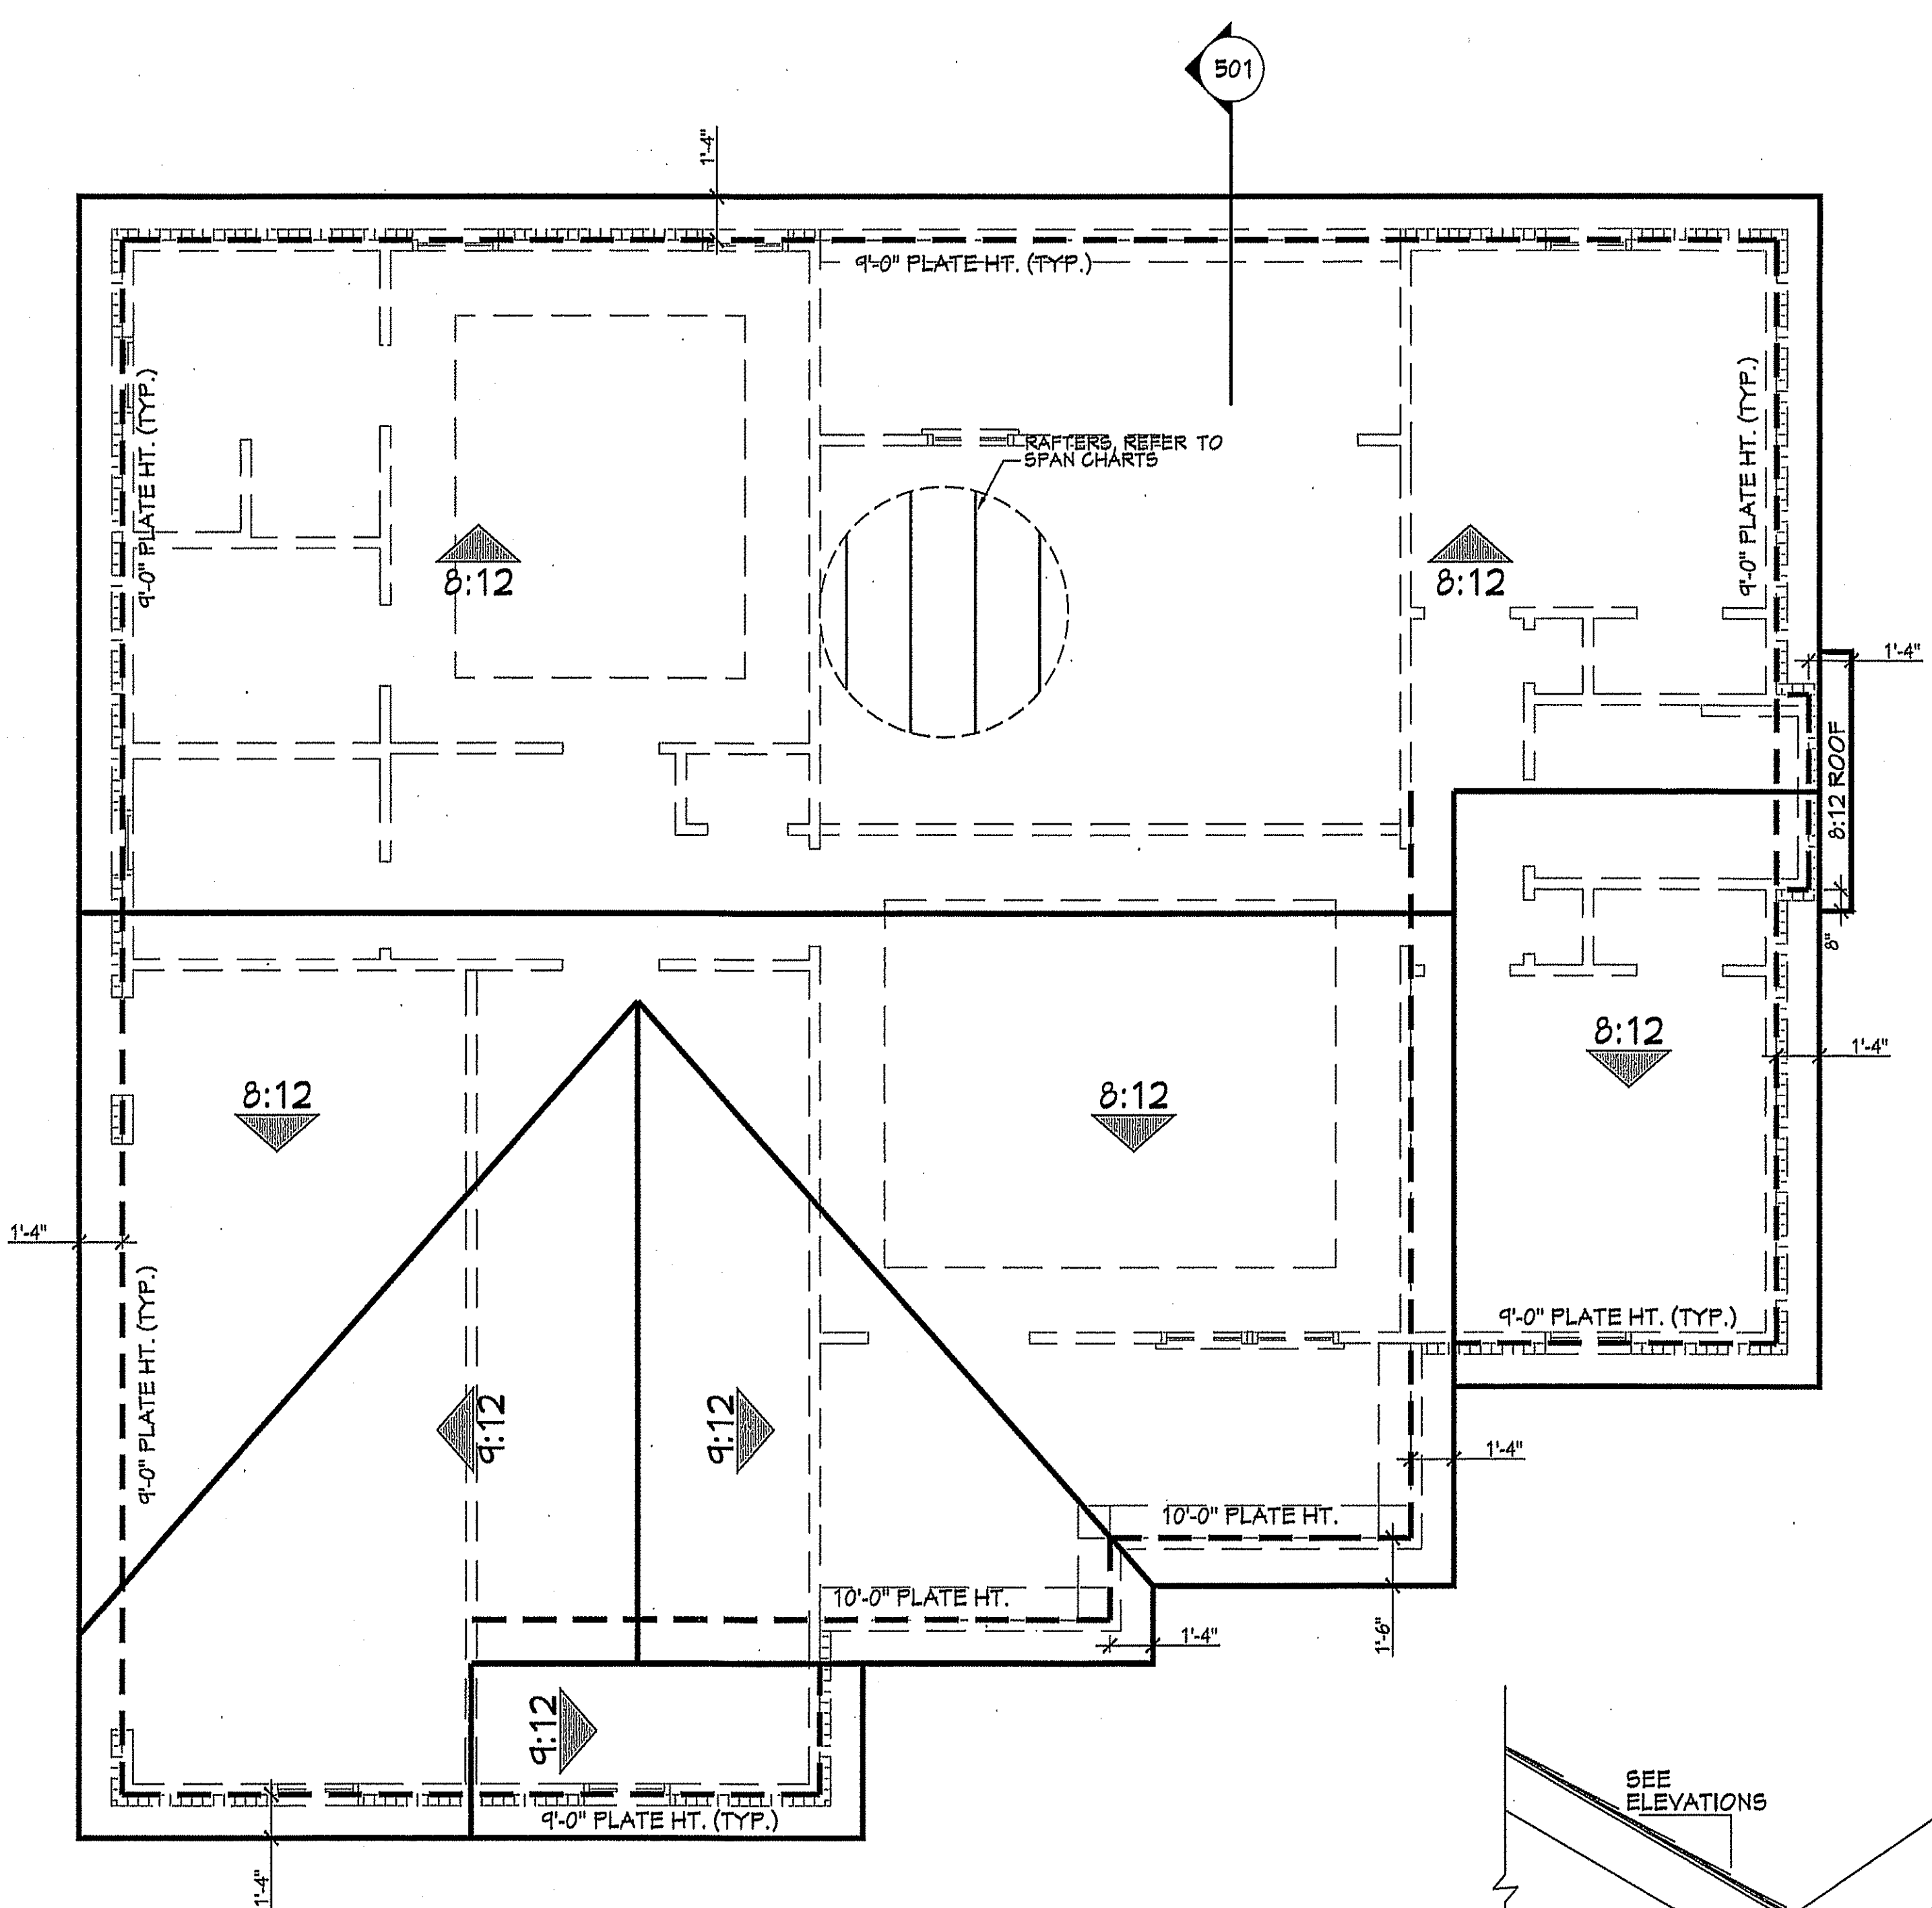 501
1'-4"
9'-0" PLATE HT. (TYP.)
9'-0" PLATE HT. (TYP.)
9'-0" PLATE HT. (TYP.)
RAFTERS, REFER TO
SPAN CHARTS
8:12
8:12
1'-4"
8:12 ROOF
8"
8:12
1'-4"
8:12
8:12
1'-4"
9'-0" PLATE HT. (TYP.)
9'-0" PLATE HT. (TYP.)
9:12
9:12
1'-4"
10'-0" PLATE HT.
10'-0" PLATE HT.
1'-4"
1'-6"
9:12
9'-0" PLATE HT. (TYP.)
1'-4"
SEE
ELEVATIONS